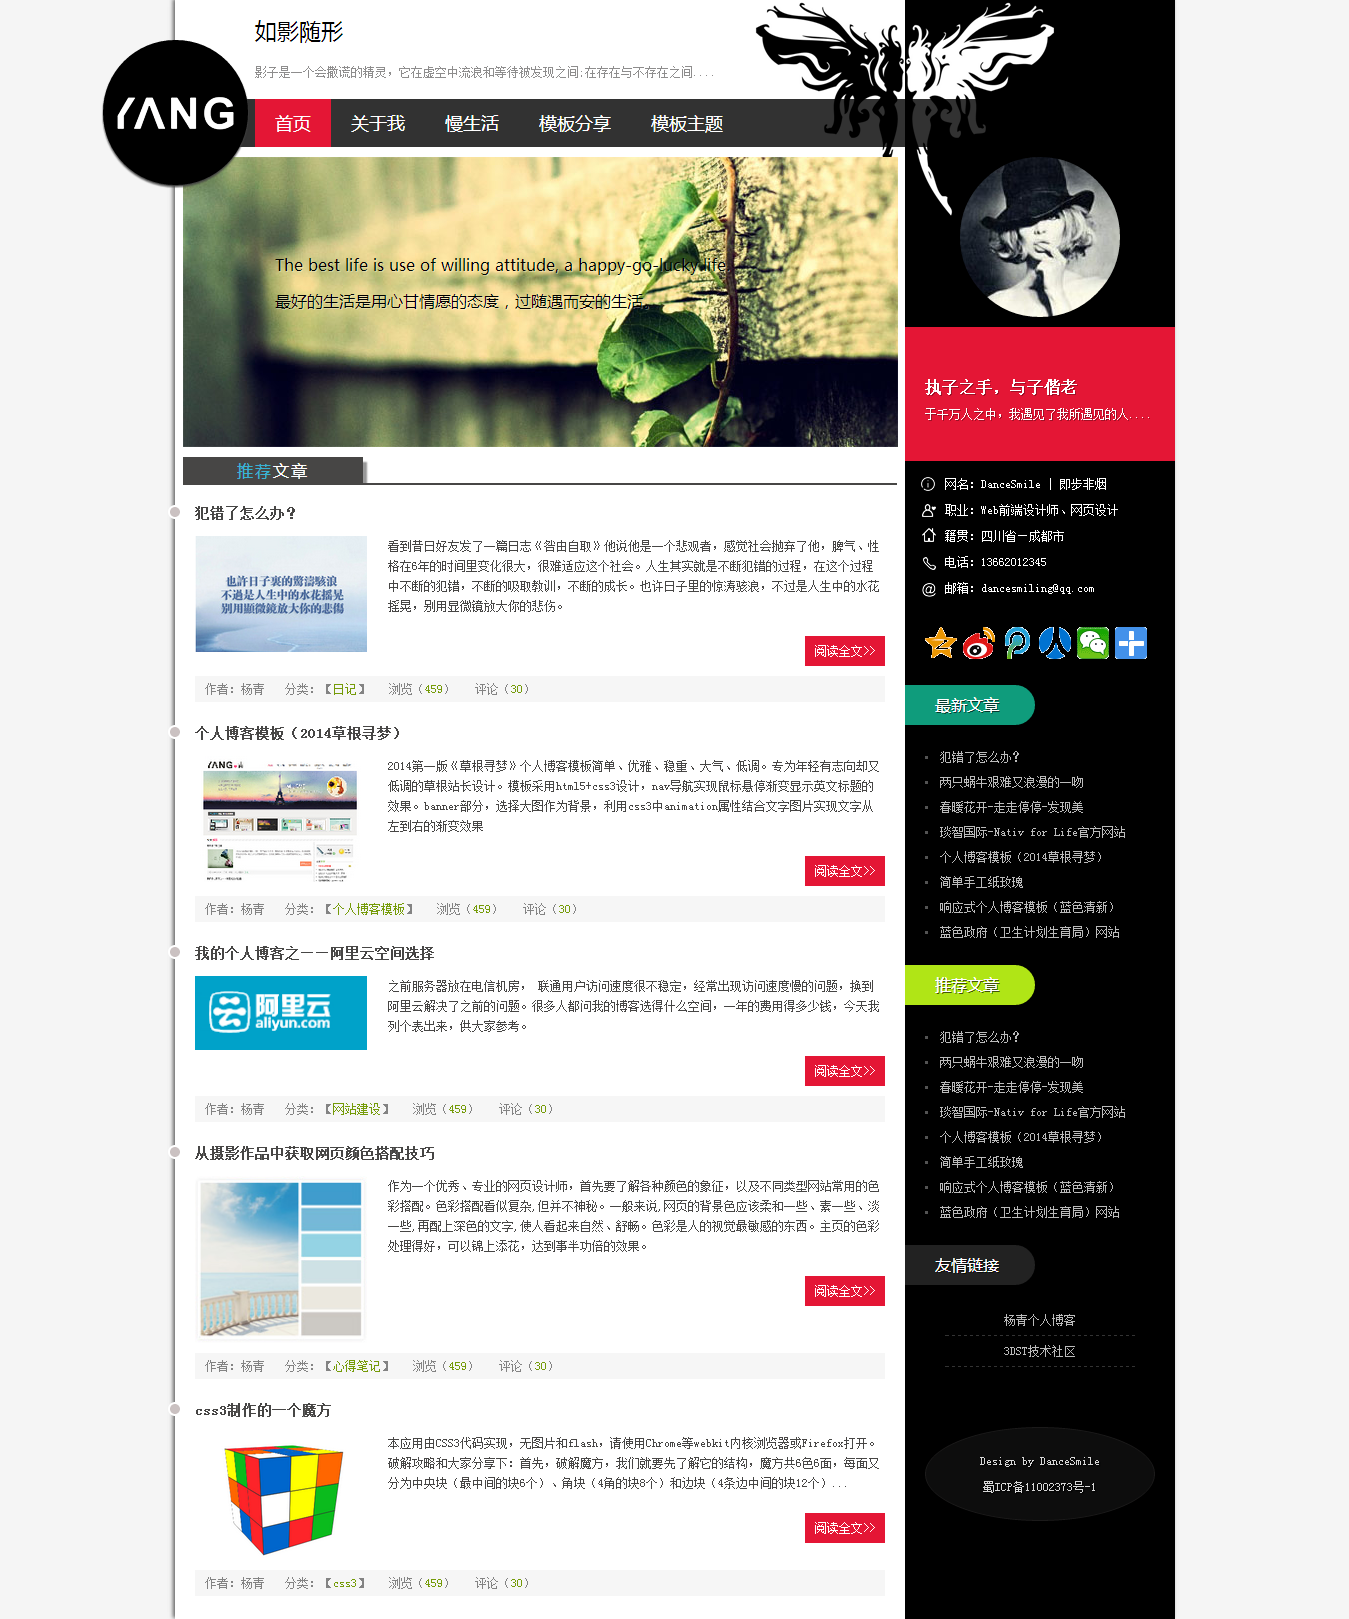 如影随形
影子是一个会撒谎的精灵，它在虚空中流浪和等待被发现之间;在存在与不存在之间....
YANG
首页 关于我 慢生活 模板分享 模板主题
The best life is use of willing attitude, a happy-go-lucky life.
最好的生活是用心甘情愿的态度，过随遇而安的生活。
推荐文章
犯错了怎么办？
也許日子裏的驚濤駭浪
不過是人生中的水花摇晃
别用顯微鏡放大你的悲傷
看到昔日好友发了一篇日志《咎由自取》他说他是一个悲观者，感觉社会抛弃了他，脾气、性
格在6年的时间里变化很大，很难适应这个社会。人生其实就是不断犯错的过程，在这个过程
中不断的犯错，不断的吸取教训，不断的成长。也许日子里的惊涛骇浪，不过是人生中的水花
摇晃，别用显微镜放大你的悲伤。
阅读全文>>
作者：杨青 分类：【日记】 浏览（459） 评论（30）
个人博客模板（2014草根寻梦）
YANG
2014第一版《草根寻梦》个人博客模板简单、优雅、稳重、大气、低调。专为年轻有志向却又
低调的草根站长设计。模板采用html5+css3设计，nav导航实现鼠标悬停渐变显示英文标题的
效果。banner部分，选择大图作为背景，利用css3中animation属性结合文字图片实现文字从
左到右的渐变效果
阅读全文>>
作者：杨青 分类：【个人博客模板】 浏览（459） 评论（30）
我的个人博客之——阿里云空间选择
阿里云
aliyun.com
之前服务器放在电信机房， 联通用户访问速度很不稳定，经常出现访问速度慢的问题，换到
阿里云解决了之前的问题。很多人都问我的博客选得什么空间，一年的费用得多少钱，今天我
列个表出来，供大家参考。
阅读全文>>
作者：杨青 分类：【网站建设】 浏览（459） 评论（30）
从摄影作品中获取网页颜色搭配技巧
作为一个优秀、专业的网页设计师，首先要了解各种颜色的象征，以及不同类型网站常用的色
彩搭配。色彩搭配看似复杂,但并不神秘。一般来说,网页的背景色应该柔和一些、素一些、淡
一些,再配上深色的文字,使人看起来自然、舒畅。色彩是人的视觉最敏感的东西。主页的色彩
处理得好，可以锦上添花，达到事半功倍的效果。
阅读全文>>
作者：杨青 分类：【心得笔记】 浏览（459） 评论（30）
css3制作的一个魔方
本应用由CSS3代码实现，无图片和flash，请使用Chrome等webkit内核浏览器或Firefox打开。
破解攻略和大家分享下：首先，破解魔方，我们就要先了解它的结构，魔方共6色6面，每面又
分为中央块（最中间的块6个）、角块（4角的块8个）和边块（4条边中间的块12个）...
阅读全文>>
作者：杨青 分类：【css3】 浏览（459） 评论（30）
执子之手，与子偕老
于千万人之中，我遇见了我所遇见的人....
网名：DanceSmile | 即步非烟
职业：Web前端设计师、网页设计
籍贯：四川省—成都市
电话：13662012345
邮箱：dancesmiling@qq.com
最新文章
犯错了怎么办？
两只蜗牛艰难又浪漫的一吻
春暖花开-走走停停-发现美
琰智国际-Nativ for Life官方网站
个人博客模板（2014草根寻梦）
简单手工纸玫瑰
响应式个人博客模板（蓝色清新）
蓝色政府（卫生计划生育局）网站
推荐文章
犯错了怎么办？
两只蜗牛艰难又浪漫的一吻
春暖花开-走走停停-发现美
琰智国际-Nativ for Life官方网站
个人博客模板（2014草根寻梦）
简单手工纸玫瑰
响应式个人博客模板（蓝色清新）
蓝色政府（卫生计划生育局）网站
友情链接
杨青个人博客
3DST技术社区
Design by DanceSmile
蜀ICP备11002373号-1